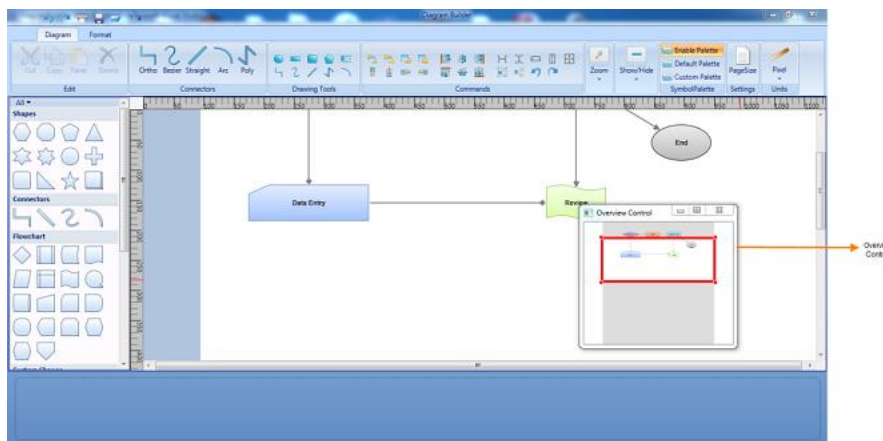 Diagram Builder
Diagram Format
Cut Copy Paste Delete
Ortho Bezier Straight Arc Poly
Zoom
Show/Hide
Enable Palette
Default Palette
Custom Palette
PageSize
Pixel
Edit
Connectors
Drawing Tools
Commands
SymbolPalette
Settings
Units
All
Shapes
Connectors
Flowchart
Custom Shapes
End
Data Entry
Review
Overview Control